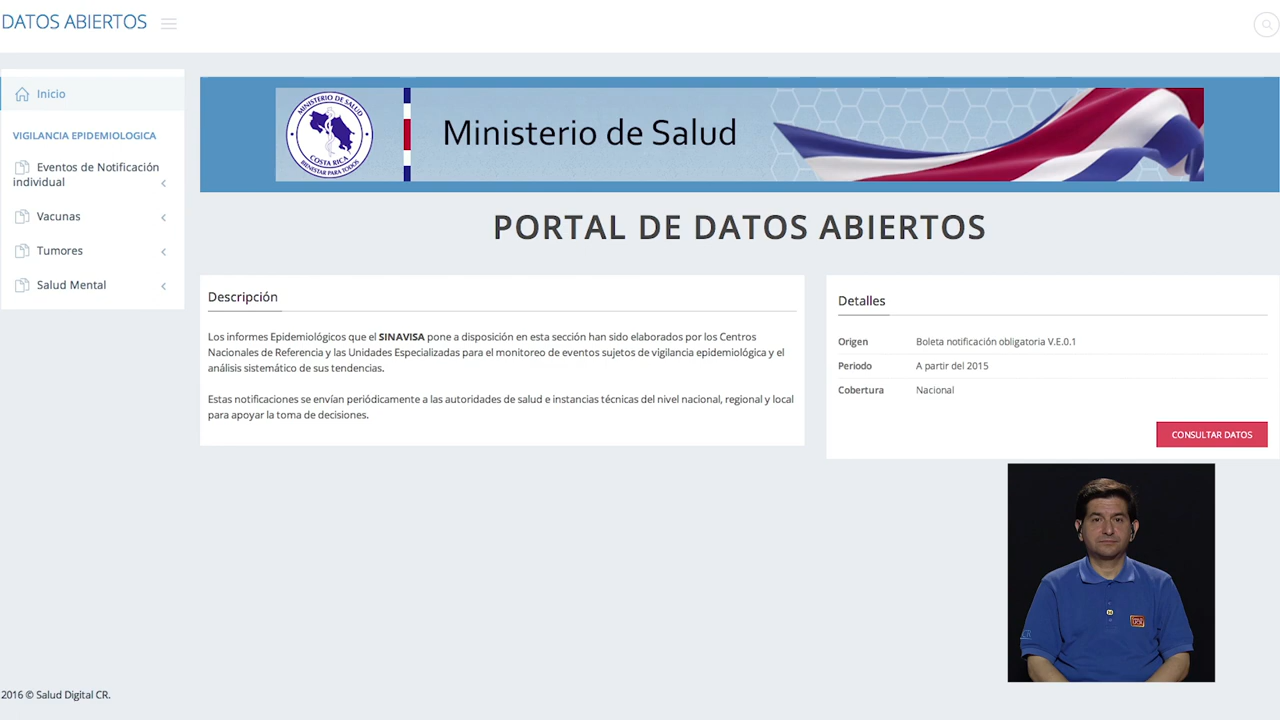 DATOS ABIERTOS
Inicio
VIGILANCIA EPIDEMIOLOGICA
Eventos de Notificación
individual
Vacunas
Tumores
Salud Mental
MINISTERIO DE SALUD
COSTA RICA
BIENESTAR PARA TODOS
Ministerio de Salud
PORTAL DE DATOS ABIERTOS
Descripción
Los informes Epidemiológicos que el SINAVISA pone a disposición en esta sección han sido elaborados por los Centros
Nacionales de Referencia y las Unidades Especializadas para el monitoreo de eventos sujetos de vigilancia epidemiológica y el
análisis sistemático de sus tendencias.
Estas notificaciones se envían periódicamente a las autoridades de salud e instancias técnicas del nivel nacional, regional y local
para apoyar la toma de decisiones.
Detalles
Origen Boleta notificación obligatoria V.E.0.1
Periodo A partir del 2015
Cobertura Nacional
CONSULTAR DATOS
2016 © Salud Digital CR.